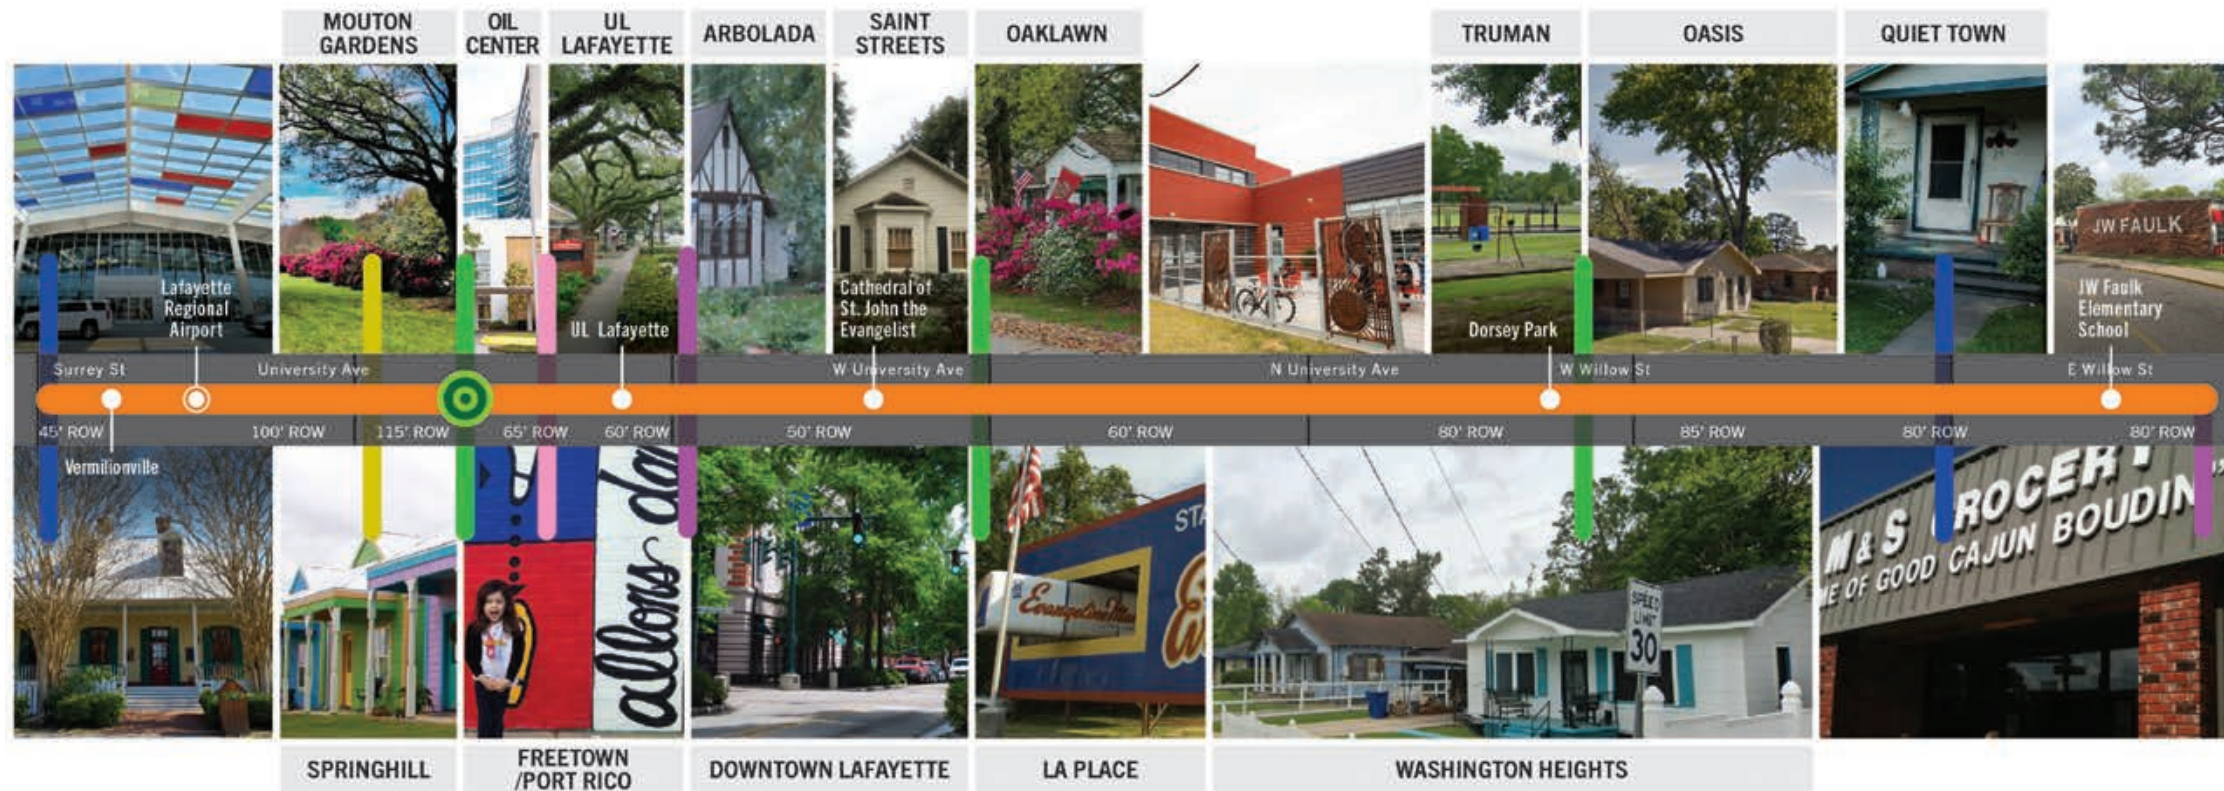 MOUTON
GARDENS
OIL
CENTER
UL
LAFAYETTE
ARBOLADA
SAINT
STREETS
OAKLAWN
TRUMAN
OASIS
QUIET TOWN
JW FAULK
Lafayette
Regional
Airport
UL Lafayette
Cathedral of
St. John the
Evangelist
Dorsey Park
JW Faulk
Elementary
School
Surrey St
University Ave
W University Ave
N University Ave
W Willow St
E Willow St
45' ROW
100' ROW
115' ROW
65' ROW
60' ROW
50' ROW
60' ROW
80' ROW
85' ROW
80' ROW
80' ROW
Vermilionville
allons dan
STA
Evangeline Maid
SPEED
LIMIT
30
M & S GROCERY
ME OF GOOD CAJUN BOUDIN"
SPRINGHILL
FREETOWN
/PORT RICO
DOWNTOWN LAFAYETTE
LA PLACE
WASHINGTON HEIGHTS